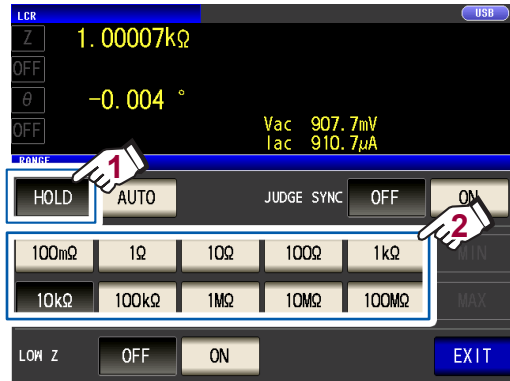 LCR USB
Z 1.00007kΩ
OFF
θ -0.004 °
OFF
Vac 907.7mV
Iac 910.7μA
RANGE
1
HOLD AUTO JUDGE SYNC OFF ON
2
100mΩ 1Ω 10Ω 100Ω 1kΩ MIN
10kΩ 100kΩ 1MΩ 10MΩ 100MΩ MAX
LOW Z OFF ON EXIT